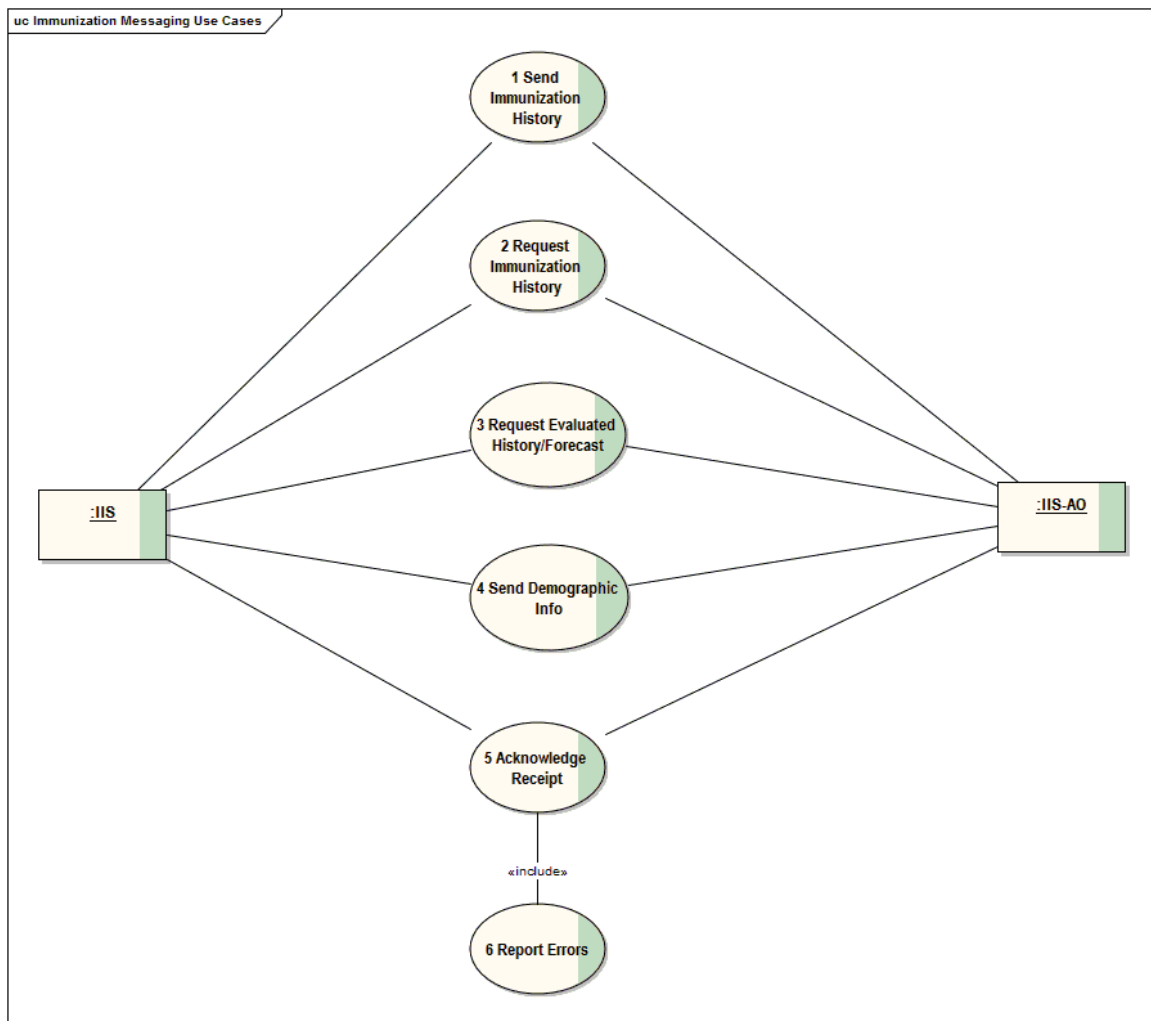 uc Immunization Messaging Use Cases
1 Send
Immunization
History
2 Request
Immunization
History
3 Request Evaluated
History/Forecast
:IIS
:IIS-AO
4 Send Demographic
Info
5 Acknowledge
Receipt
«include»
6 Report Errors